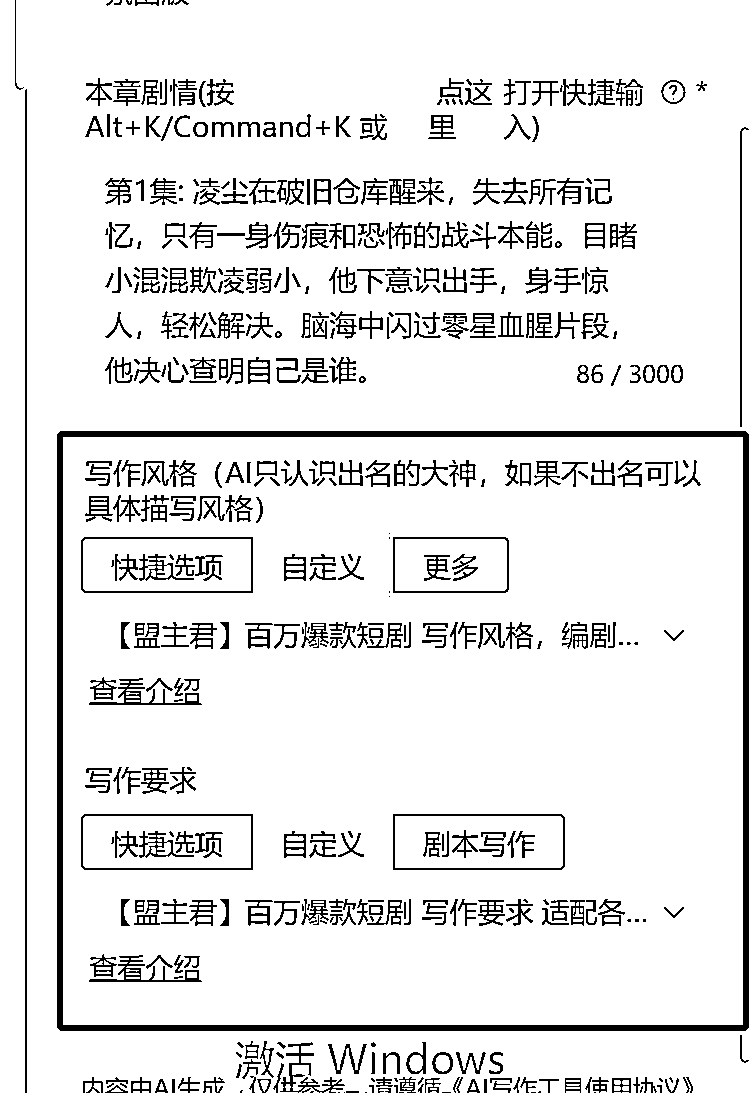 本章剧情(按 点这 打开快捷输 ? *
Alt+K/Command+K 或 里 入)
第1集: 凌尘在破旧仓库醒来，失去所有记
忆，只有一身伤痕和恐怖的战斗本能。目睹
小混混欺凌弱小，他下意识出手，身手惊
人，轻松解决。脑海中闪过零星血腥片段，
他决心查明自己是谁。
86 / 3000
写作风格（AI只认识出名的大神，如果不出名可以
具体描写风格）
快捷选项 自定义 更多
【盟主君】百万爆款短剧 写作风格，编剧...
查看介绍
写作要求
快捷选项 自定义 剧本写作
【盟主君】百万爆款短剧 写作要求 适配各...
查看介绍
激活 Windows
内容由AI生成，仅供参考 请遵循《AI写作工具使用协议》